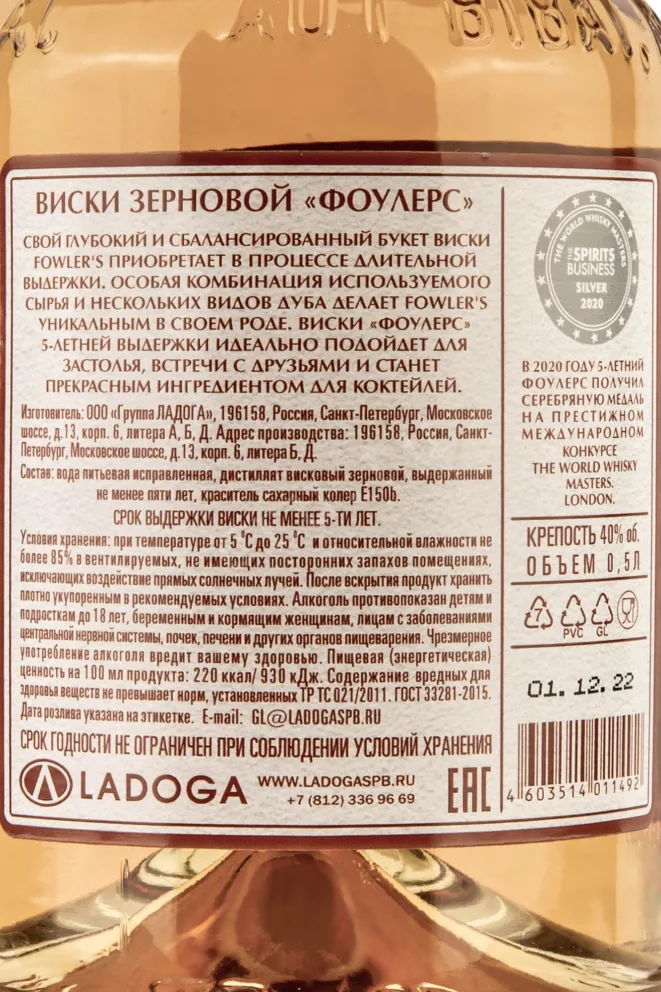 ВИСКИ ЗЕРНОВОЙ «ФОУЛЕРС»
СВОЙ ГЛУБОКИЙ И СБАЛАНСИРОВАННЫЙ БУКЕТ ВИСКИ
FOWLER'S ПРИОБРЕТАЕТ В ПРОЦЕССЕ ДЛИТЕЛЬНОЙ
ВЫДЕРЖКИ. ОСОБАЯ КОМБИНАЦИЯ ИСПОЛЬЗУЕМОГО
СЫРЬЯ И НЕСКОЛЬКИХ ВИДОВ ДУБА ДЕЛАЕТ FOWLER'S
УНИКАЛЬНЫМ В СВОЕМ РОДЕ. ВИСКИ «ФОУЛЕРС»
5-ЛЕТНЕЙ ВЫДЕРЖКИ ИДЕАЛЬНО ПОДОЙДЕТ ДЛЯ
ЗАСТОЛЬЯ, ВСТРЕЧИ С ДРУЗЬЯМИ И СТАНЕТ
ПРЕКРАСНЫМ ИНГРЕДИЕНТОМ ДЛЯ КОКТЕЙЛЕЙ.
Изготовитель: ООО «Группа ЛАДОГА», 196158, Россия, Санкт-Петербург, Московское
шоссе, д.13, корп. 6, литера А, Б, Д. Адрес производства: 196158, Россия, Санкт-
Петербург, Московское шоссе, д.13, корп. 6, литера Б, Д.
Состав: вода питьевая исправленная, дистиллят висковый зерновой, выдержанный
не менее пяти лет, краситель сахарный колер E150b.
СРОК ВЫДЕРЖКИ ВИСКИ НЕ МЕНЕЕ 5-ТИ ЛЕТ.
Условия хранения: при температуре от 5 °С до 25 °С и относительной влажности не
более 85% в вентилируемых, не имеющих посторонних запахов помещениях,
исключающих воздействие прямых солнечных лучей. После вскрытия продукт хранить
плотно укупоренным в рекомендуемых условиях. Алкоголь противопоказан детям и
подросткам до 18 лет, беременным и кормящим женщинам, лицам с заболеваниями
центральной нервной системы, почек, печени и других органов пищеварения. Чрезмерное
употребление алкоголя вредит вашему здоровью. Пищевая (энергетическая)
ценность на 100 мл продукта: 220 ккал/ 930 кДж. Содержание вредных для
здоровья веществ не превышает норм, установленных ТР ТС 021/2011. ГОСТ 33281-2015.
Дата розлива указана на этикетке. E-mail: GL@LADOGASPB.RU
СРОК ГОДНОСТИ НЕ ОГРАНИЧЕН ПРИ СОБЛЮДЕНИИ УСЛОВИЙ ХРАНЕНИЯ
LADOGA
WWW.LADOGASPB.RU
+7 (812) 336 96 69
EAC
THE WORLD WHISKY MASTERS
THE SPIRITS
BUSINESS
SILVER
2020
В 2020 ГОДУ 5-ЛЕТНИЙ
ФОУЛЕРС ПОЛУЧИЛ
СЕРЕБРЯНУЮ МЕДАЛЬ
НА ПРЕСТИЖНОМ
МЕЖДУНАРОДНОМ
КОНКУРСЕ
THE WORLD WHISKY
MASTERS.
LONDON.
КРЕПОСТЬ 40% об.
ОБЪЕМ 0,5Л
7
PVC GL
01.12.22
4 603514 011492